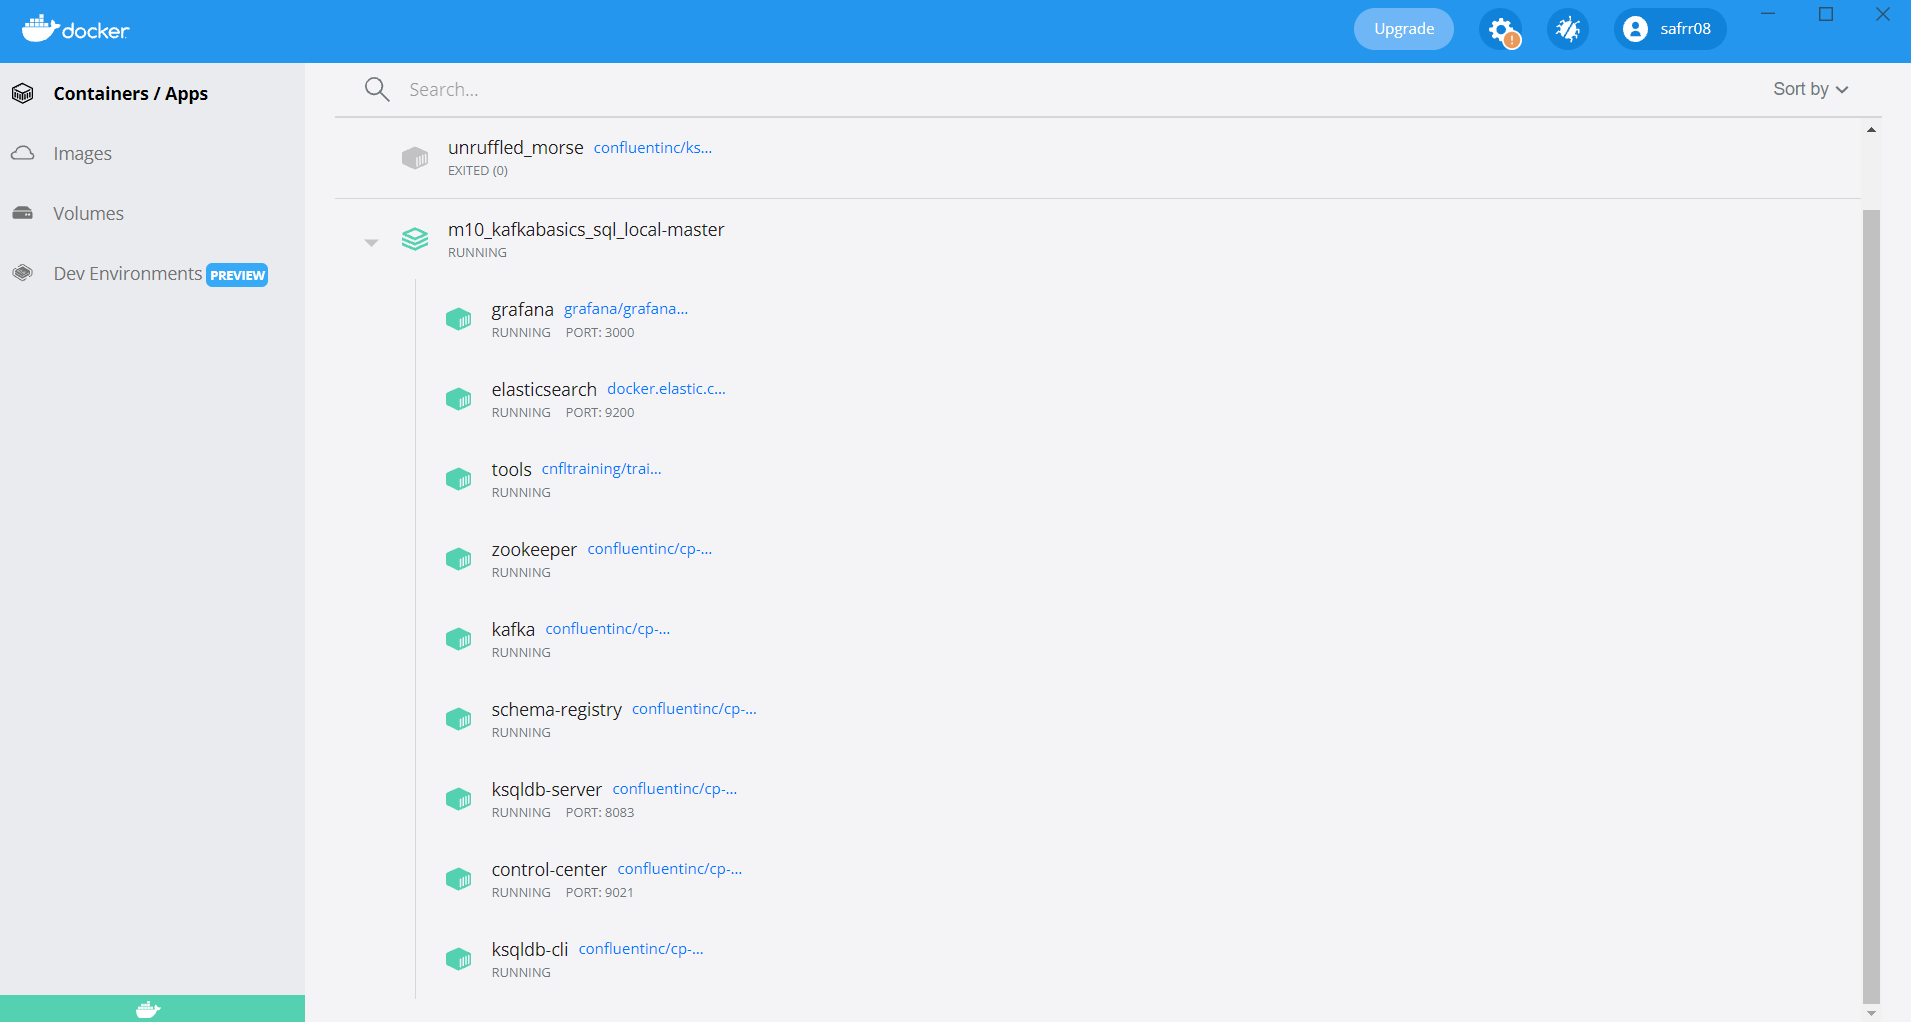 docker
Upgrade
safrr08
Containers / Apps
Images
Volumes
Dev Environments PREVIEW
Search...
Sort by
unruffled_morse confluentinc/ks...
EXITED (0)
m10_kafkabasics_sql_local-master
RUNNING
grafana grafana/grafana...
RUNNING PORT: 3000
elasticsearch docker.elastic.c...
RUNNING PORT: 9200
tools cnfltraining/trai...
RUNNING
zookeeper confluentinc/cp-...
RUNNING
kafka confluentinc/cp-...
RUNNING
schema-registry confluentinc/cp-...
RUNNING
ksqldb-server confluentinc/cp-...
RUNNING PORT: 8083
control-center confluentinc/cp-...
RUNNING PORT: 9021
ksqldb-cli confluentinc/cp-...
RUNNING